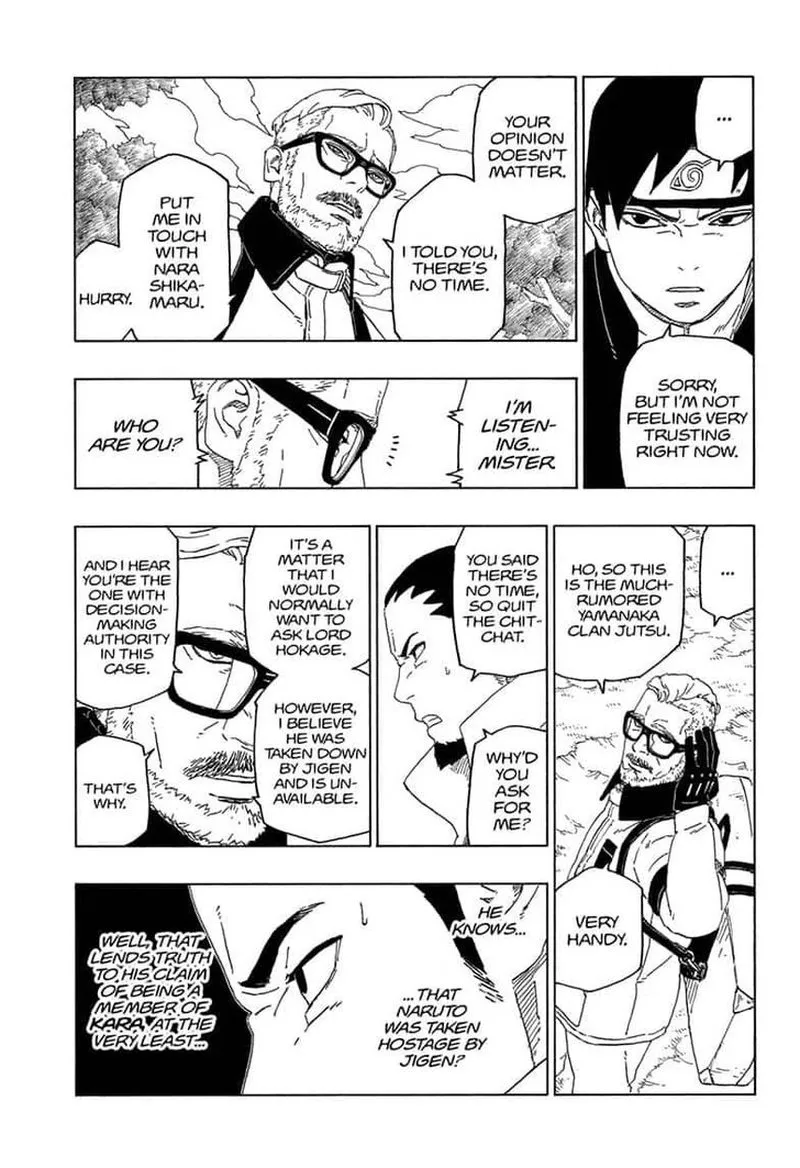 ...
SORRY,
BUT I'M NOT
FEELING VERY
TRUSTING
RIGHT NOW.
YOUR
OPINION
DOESN'T
MATTER.
I TOLD YOU,
THERE'S
NO TIME.
PUT
ME IN
TOUCH
WITH
NARA
SHIKA-
MARU.
HURRY.
I'M
LISTEN-
ING...
MISTER.
WHO
ARE YOU?
...
HO, SO THIS
IS THE MUCH-
RUMORED
YAMANAKA
CLAN JUTSU.
VERY
HANDY.
YOU SAID
THERE'S
NO TIME,
SO QUIT
THE CHIT-
CHAT.
WHY'D
YOU
ASK
FOR
ME?
IT'S A
MATTER
THAT I
WOULD
NORMALLY
WANT TO
ASK LORD
HOKAGE.
HOWEVER,
I BELIEVE
HE WAS
TAKEN DOWN
BY JIGEN
AND IS UN-
AVAILABLE.
AND I HEAR
YOU'RE THE
ONE WITH
DECISION-
MAKING
AUTHORITY
IN THIS
CASE.
THAT'S
WHY.
HE
KNOWS...
...THAT
NARUTO
WAS TAKEN
HOSTAGE BY
JIGEN?
WELL, THAT
LENDS TRUTH
TO HIS CLAIM
OF BEING A
MEMBER OF
KARA, AT THE
VERY LEAST...